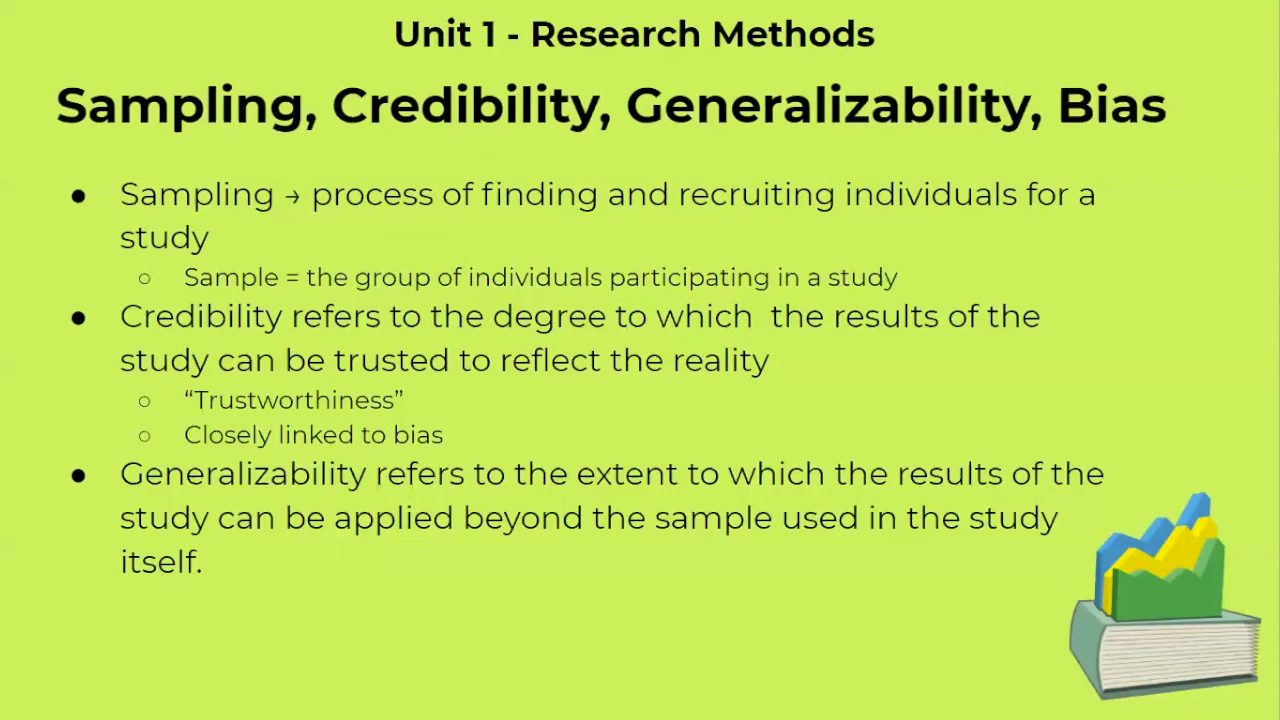 Unit 1 - Research Methods
Sampling, Credibility, Generalizability, Bias
● Sampling → process of finding and recruiting individuals for a
study
○ Sample = the group of individuals participating in a study
● Credibility refers to the degree to which  the results of the
study can be trusted to reflect the reality
○ “Trustworthiness”
○ Closely linked to bias
● Generalizability refers to the extent to which the results of the
study can be applied beyond the sample used in the study
itself.